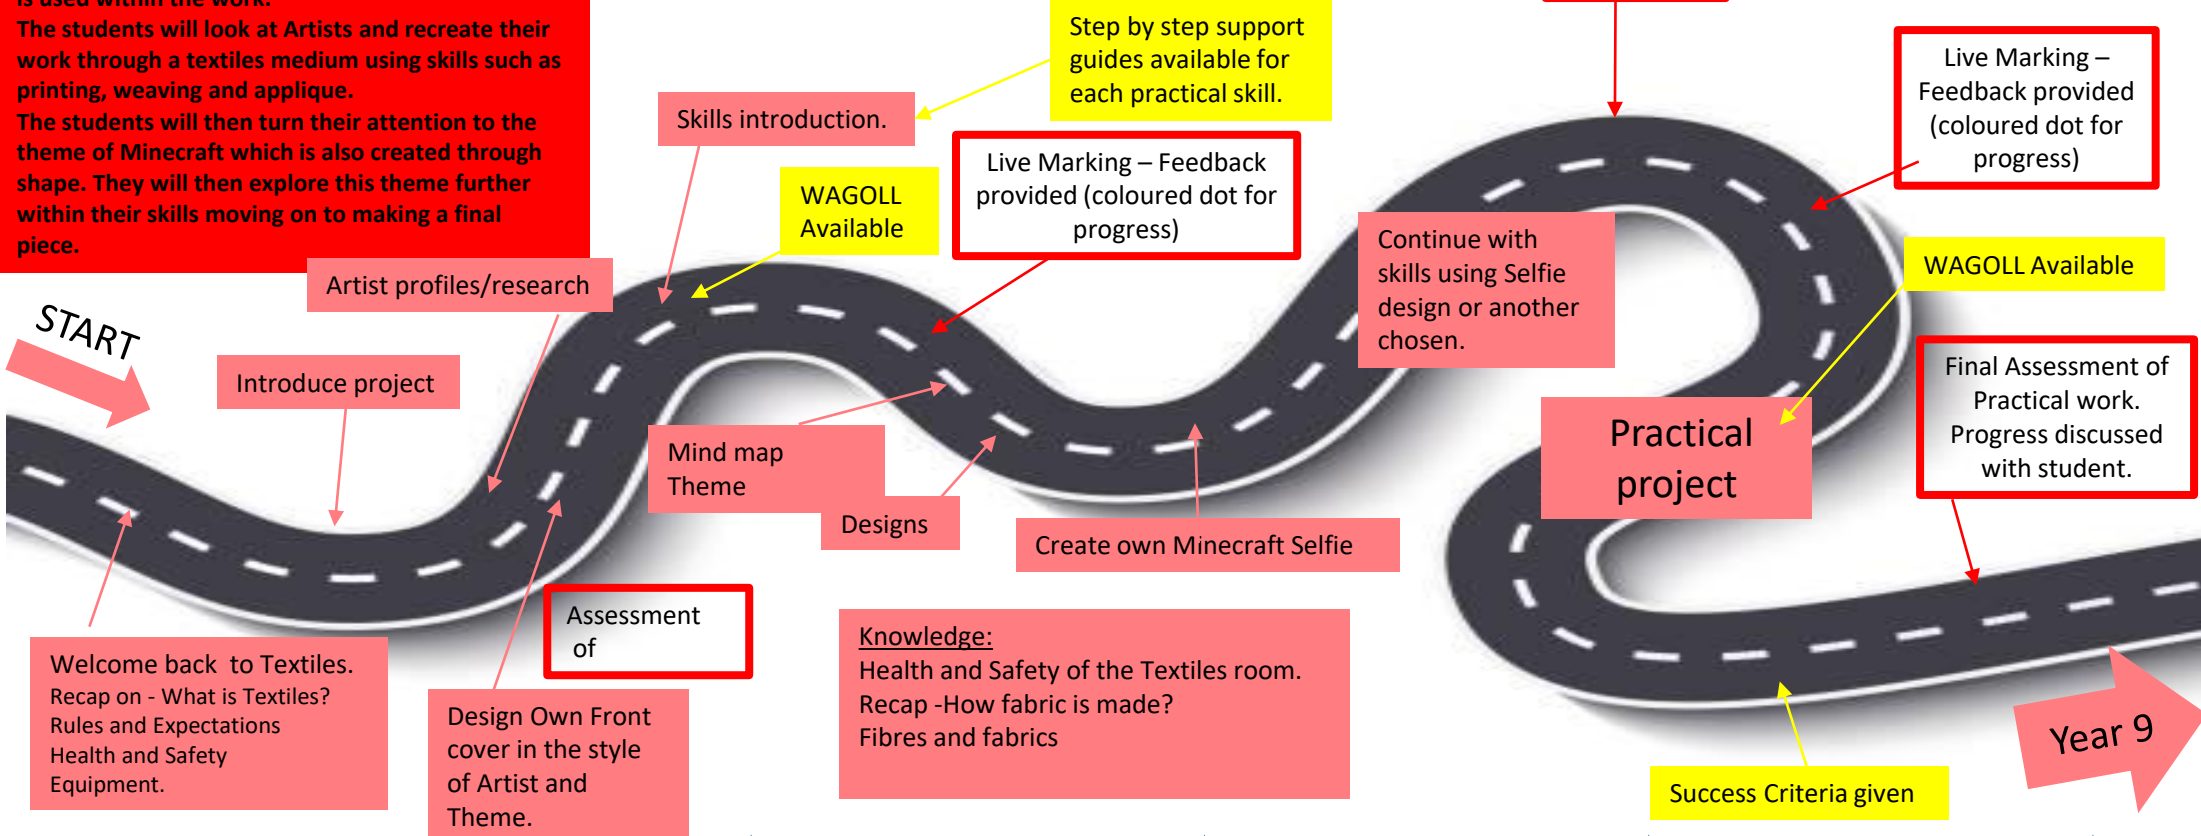 is used within the work.
The students will look at Artists and recreate their
work through a textiles medium using skills such as
printing, weaving and applique.
The students will then turn their attention to the
theme of Minecraft which is also created through
shape. They will then explore this theme further
within their skills moving on to making a final
piece.
Step by step support
guides available for
each practical skill.
Live Marking –
Feedback provided
(coloured dot for
progress)
Skills introduction.
Live Marking – Feedback
provided (coloured dot for
progress)
WAGOLL
Available
Continue with
skills using Selfie
design or another
chosen.
WAGOLL Available
Artist profiles/research
START
Introduce project
Final Assessment of
Practical work.
Progress discussed
with student.
Practical
project
Mind map
Theme
Designs
Create own Minecraft Selfie
Assessment
of
Knowledge:
Health and Safety of the Textiles room.
Recap -How fabric is made?
Fibres and fabrics
Welcome back to Textiles.
Recap on - What is Textiles?
Rules and Expectations
Health and Safety
Equipment.
Design Own Front
cover in the style
of Artist and
Theme.
Year 9
Success Criteria given